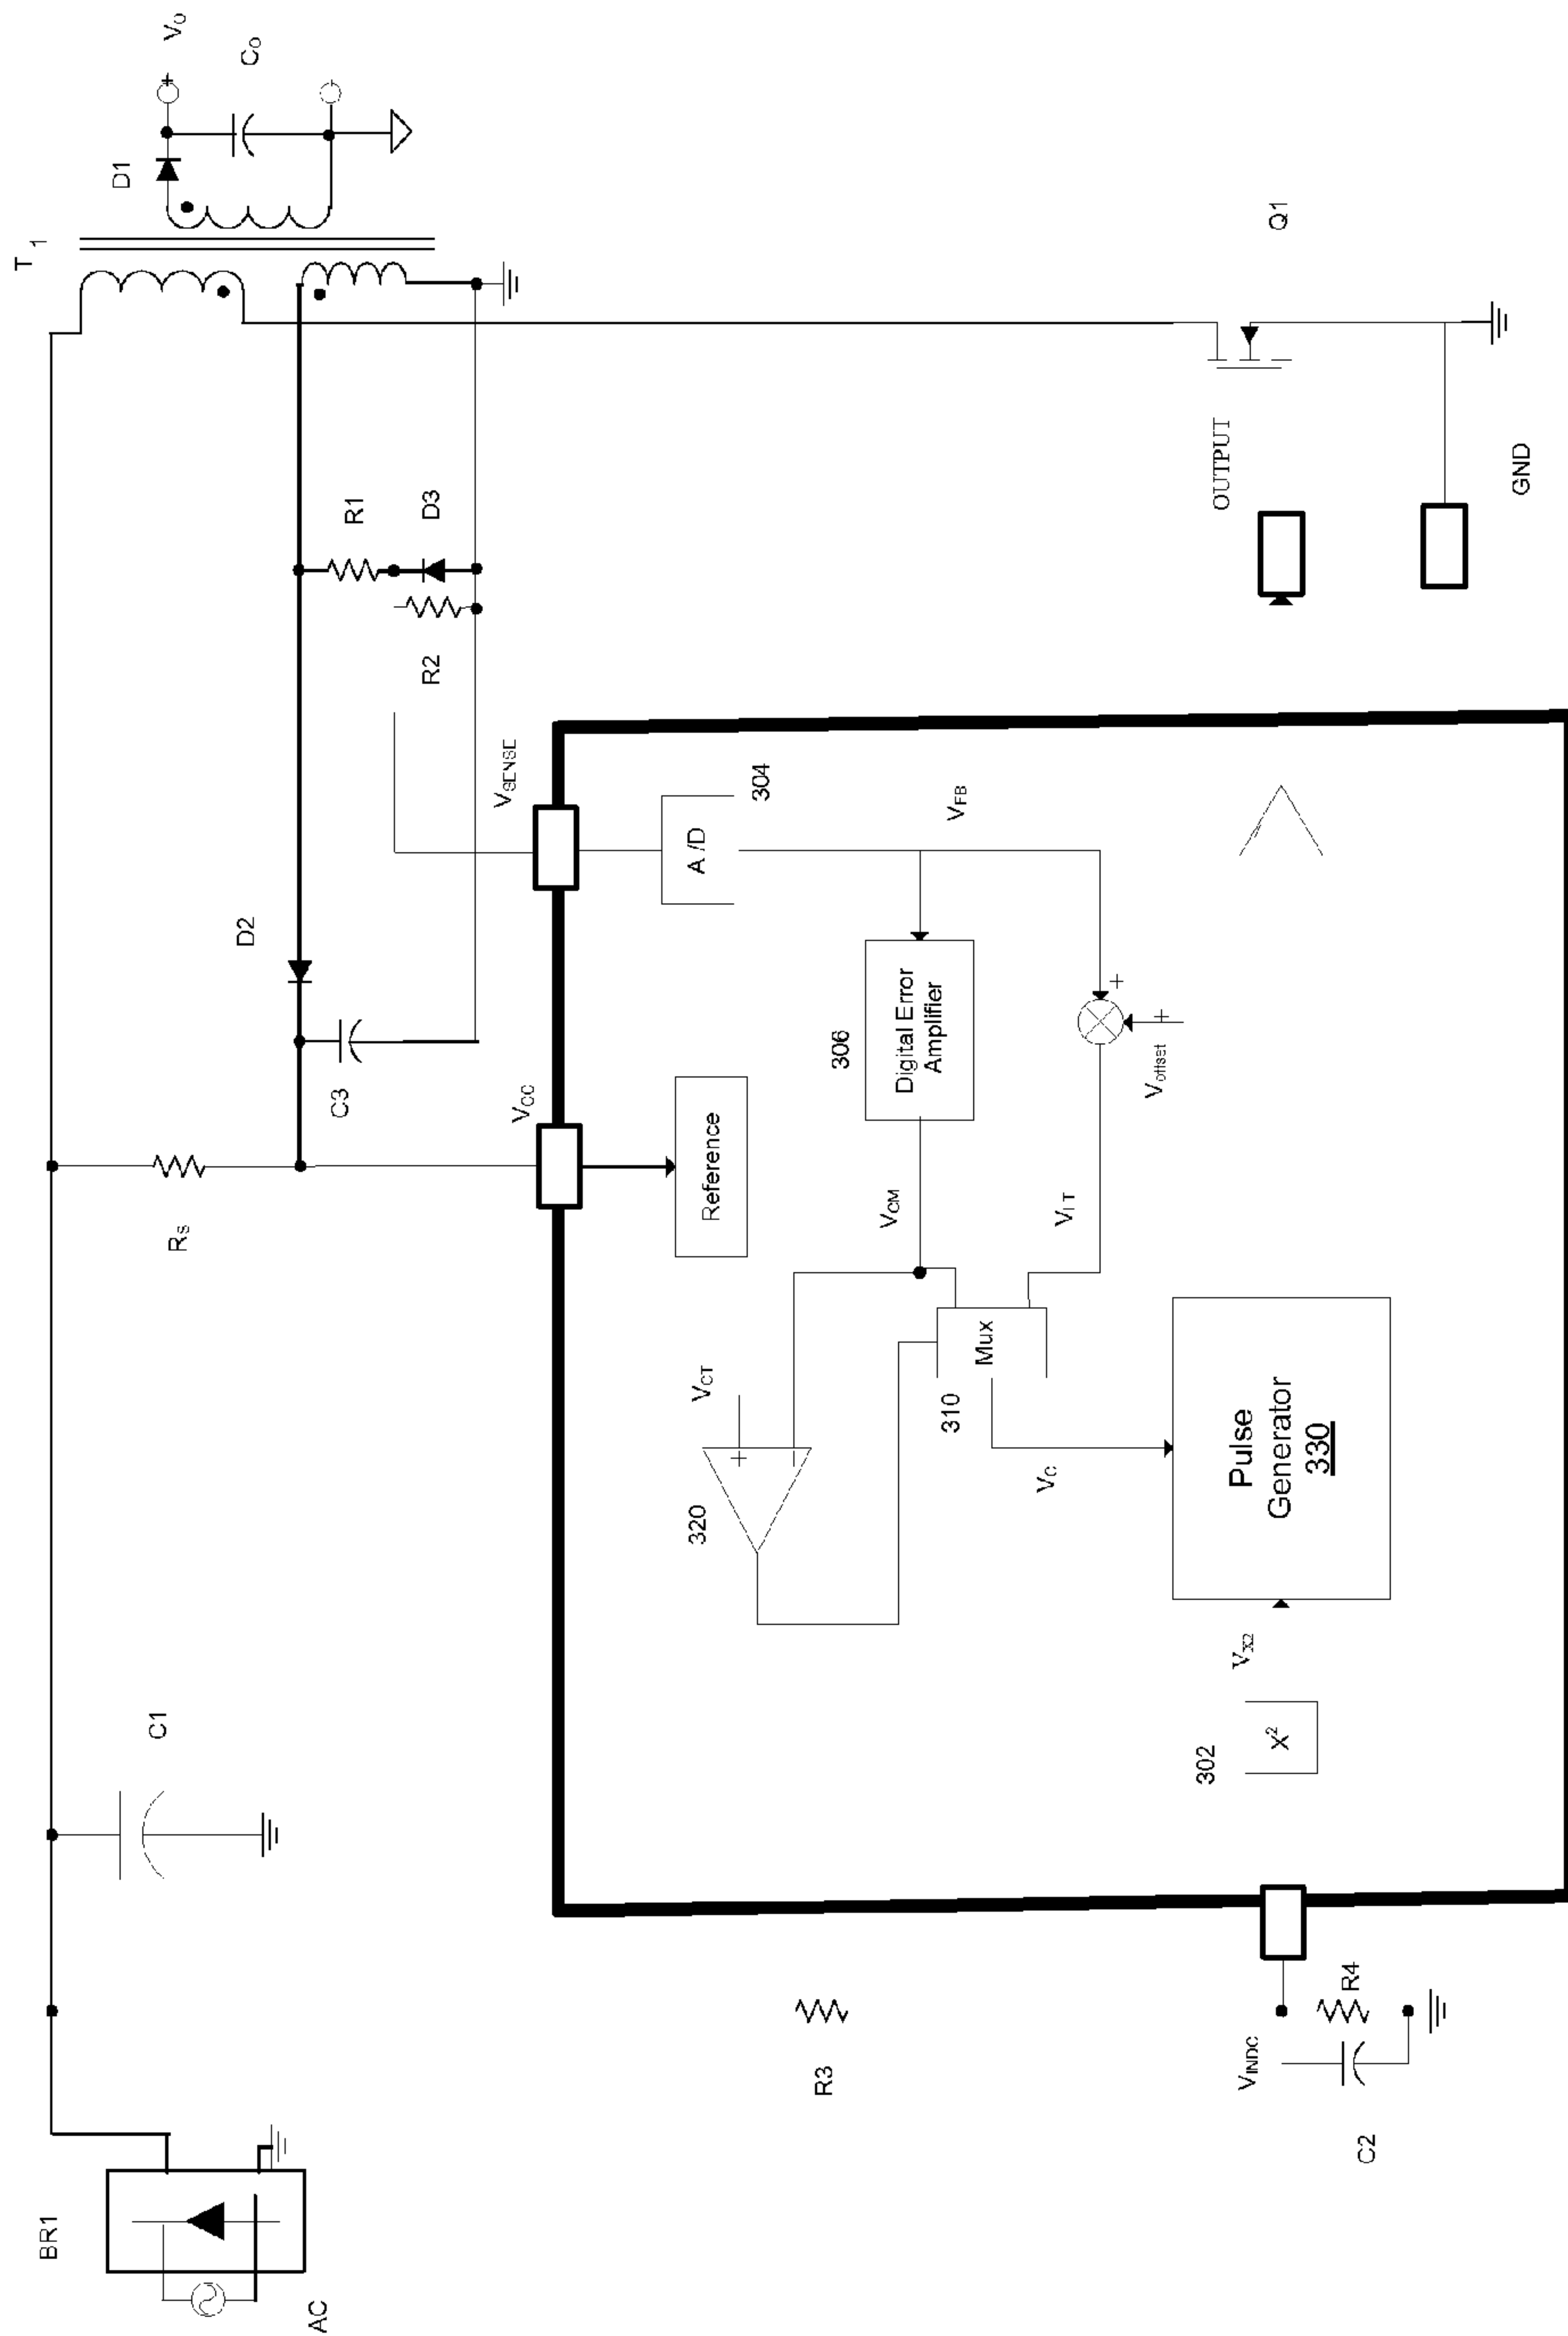 BR1
AC
C1
Rs
D2
C3
T1
D1
Vo
+
Co
R1
D3
R2
VSENSE
VCC
Reference
A/D
304
VFB
306
Digital Error
Amplifier
VCM
VCT
+
−
320
310
Mux
VC
+
+
Voffset
Pulse
Generator
330
VX2
302
X²
R3
VINDC
R4
C2
OUTPUT
GND
Q1